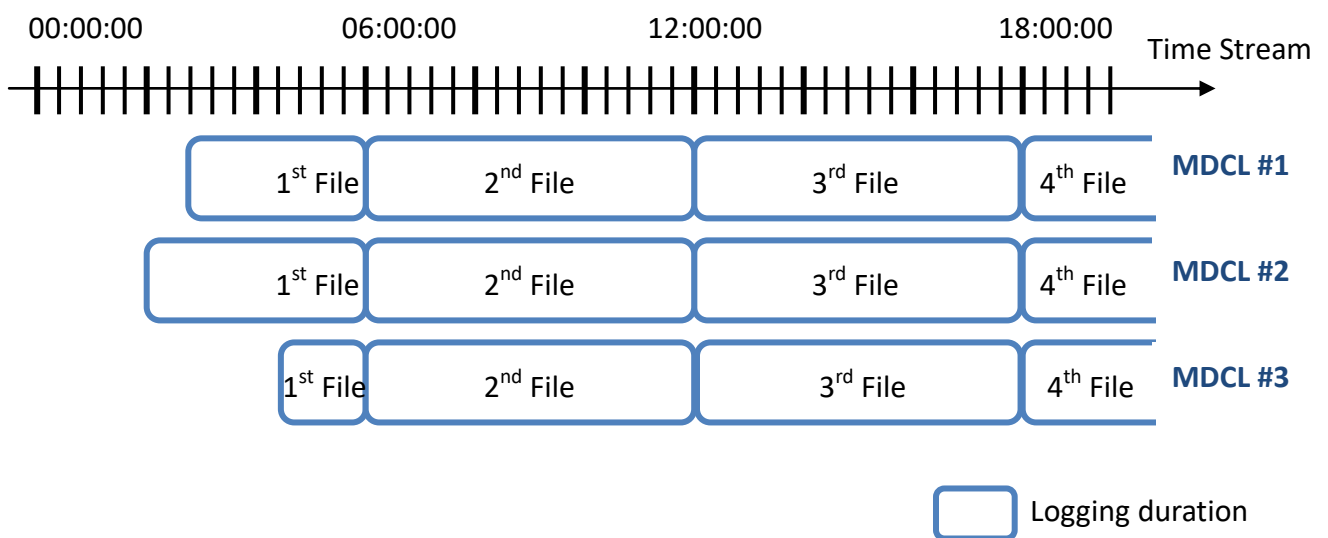 00:00:00 06:00:00 12:00:00 18:00:00
Time Stream
1st File 2nd File 3rd File 4th File MDCL #1
1st File 2nd File 3rd File 4th File MDCL #2
1st File 2nd File 3rd File 4th File MDCL #3
Logging duration